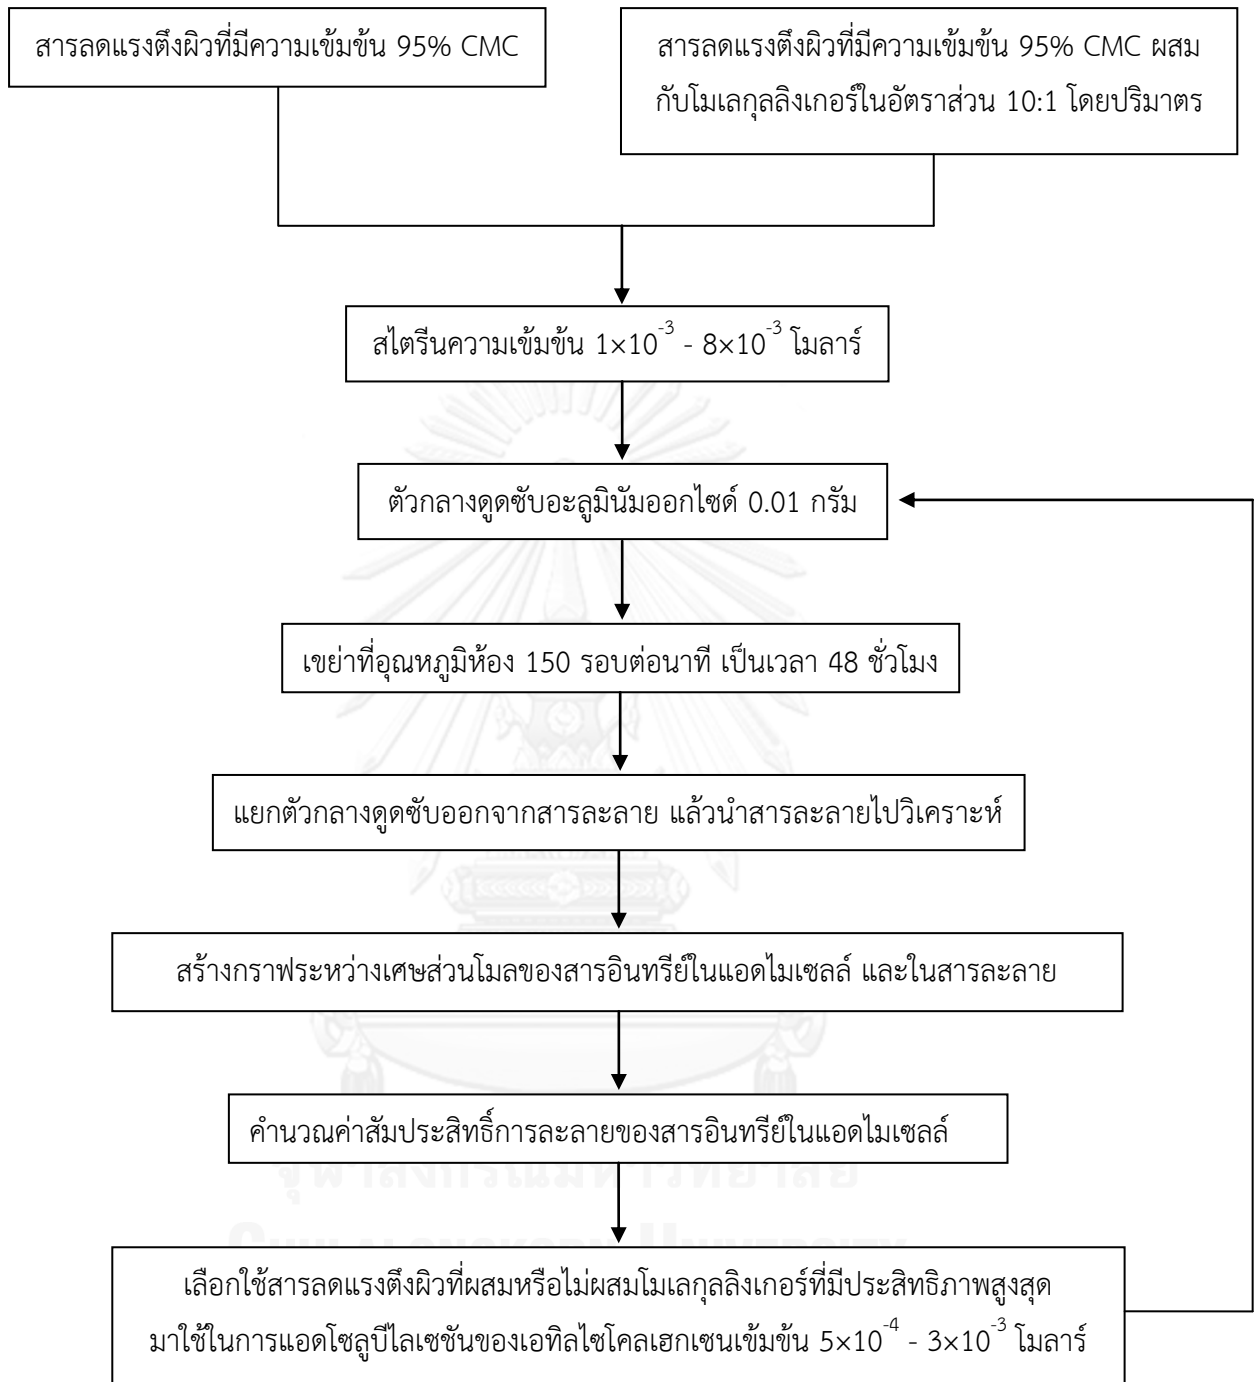 สารลดแรงตึงผิวที่มีความเข้มข้น 95% CMC
สารลดแรงตึงผิวที่มีความเข้มข้น 95% CMC ผสม
กับโมเลกุลลิงเกอร์ในอัตราส่วน 10:1 โดยปริมาตร
สไตรีนความเข้มข้น 1×10⁻³ - 8×10⁻³ โมลาร์
ตัวกลางดูดซับอะลูมินัมออกไซด์ 0.01 กรัม
เขย่าที่อุณหภูมิห้อง 150 รอบต่อนาที เป็นเวลา 48 ชั่วโมง
แยกตัวกลางดูดซับออกจากสารละลาย แล้วนำสารละลายไปวิเคราะห์
สร้างกราฟระหว่างเศษส่วนโมลของสารอินทรีย์ในแอดไมเซลล์ และในสารละลาย
คำนวณค่าสัมประสิทธิ์การละลายของสารอินทรีย์ในแอดไมเซลล์
จุฬาลงกรณ์มหาวิทยาลัย
CHULALONGKORN UNIVERSITY
เลือกใช้สารลดแรงตึงผิวที่ผสมหรือไม่ผสมโมเลกุลลิงเกอร์ที่มีประสิทธิภาพสูงสุด
มาใช้ในการแอดโซลูบีไลเซชันของเอทิลไซโคลเฮกเซนเข้มข้น 5×10⁻⁴ - 3×10⁻³ โมลาร์